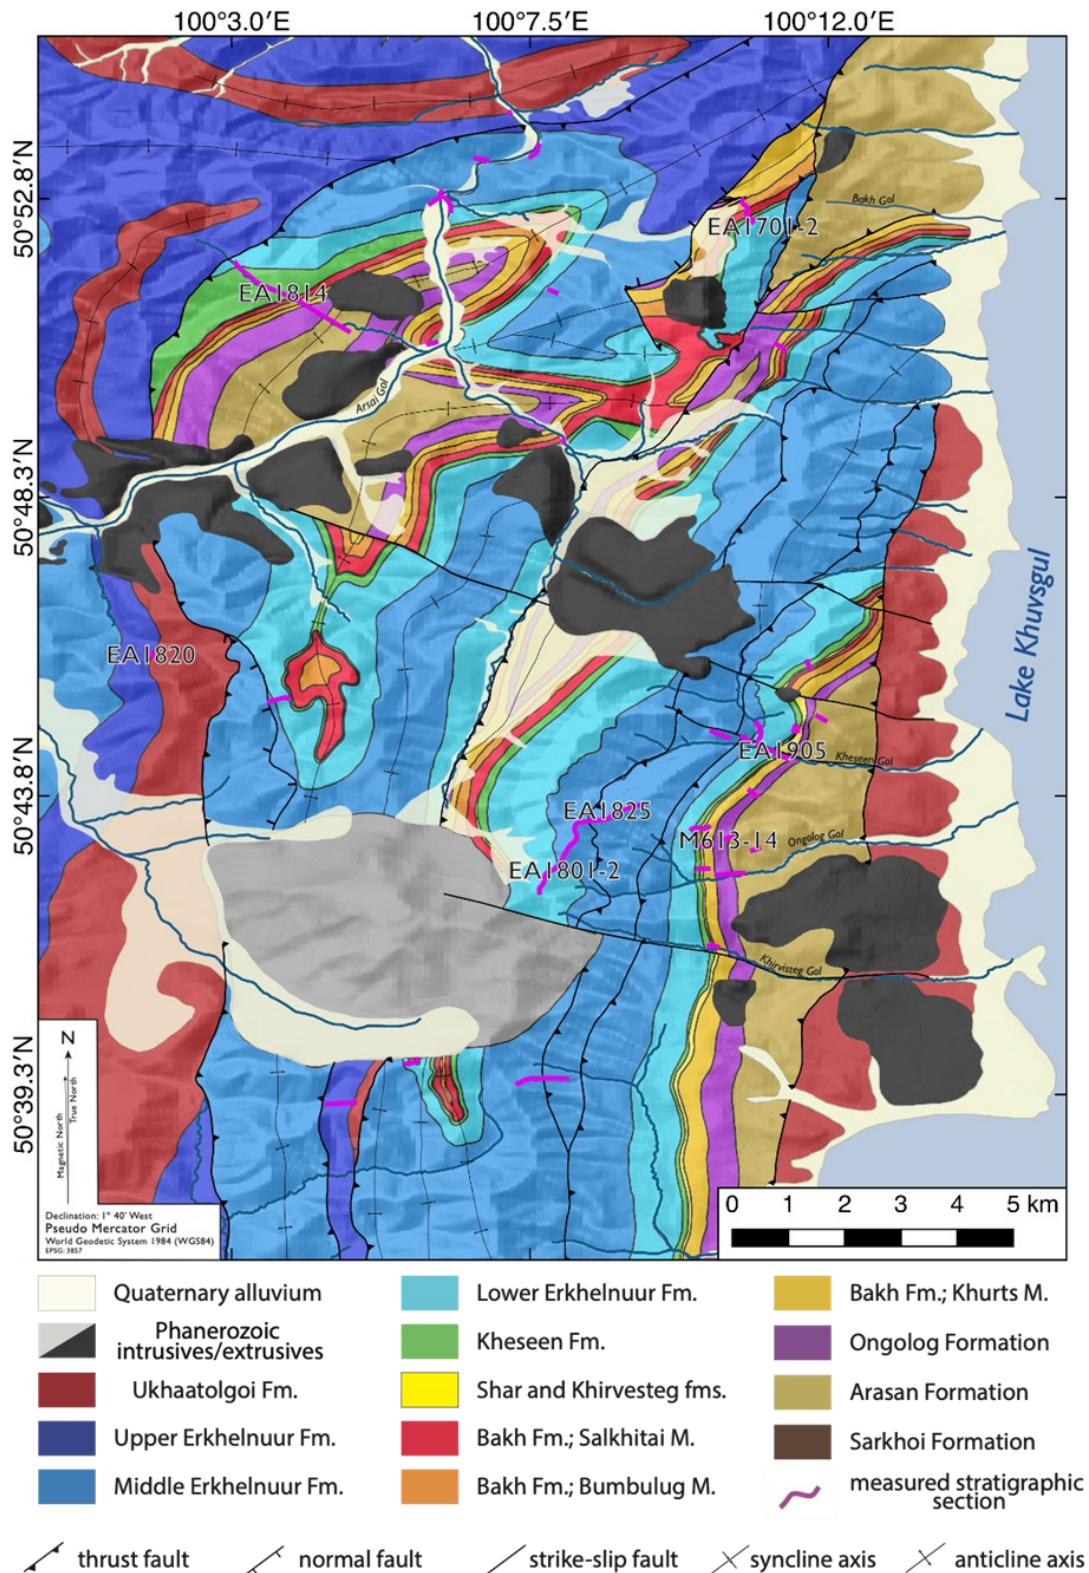 100°3.0′E 100°7.5′E 100°12.0′E
50°52.8′N
Bakh Gol
EA1701-2
EA1814
Arsai Gol
50°48.3′N
Lake Khuvsgul
EA1820
EA1905
Kheseen Gol
50°43.8′N
EA1825
M613-14
Ongolog Gol
EA1801-2
Khirvisteg Gol
50°39.3′N
N
Magnetic North
True North
Declination: 1° 40′ West
Pseudo Mercator Grid
World Geodetic System 1984 (WGS84)
EPSG: 3857
0 1 2 3 4 5 km
Quaternary alluvium
Phanerozoic
intrusives/extrusives
Ukhaatolgoi Fm.
Upper Erkhelnuur Fm.
Middle Erkhelnuur Fm.
Lower Erkhelnuur Fm.
Kheseen Fm.
Shar and Khirvesteg fms.
Bakh Fm.; Salkhitai M.
Bakh Fm.; Bumbulug M.
Bakh Fm.; Khurts M.
Ongolog Formation
Arasan Formation
Sarkhoi Formation
measured stratigraphic
section
thrust fault normal fault strike-slip fault syncline axis anticline axis